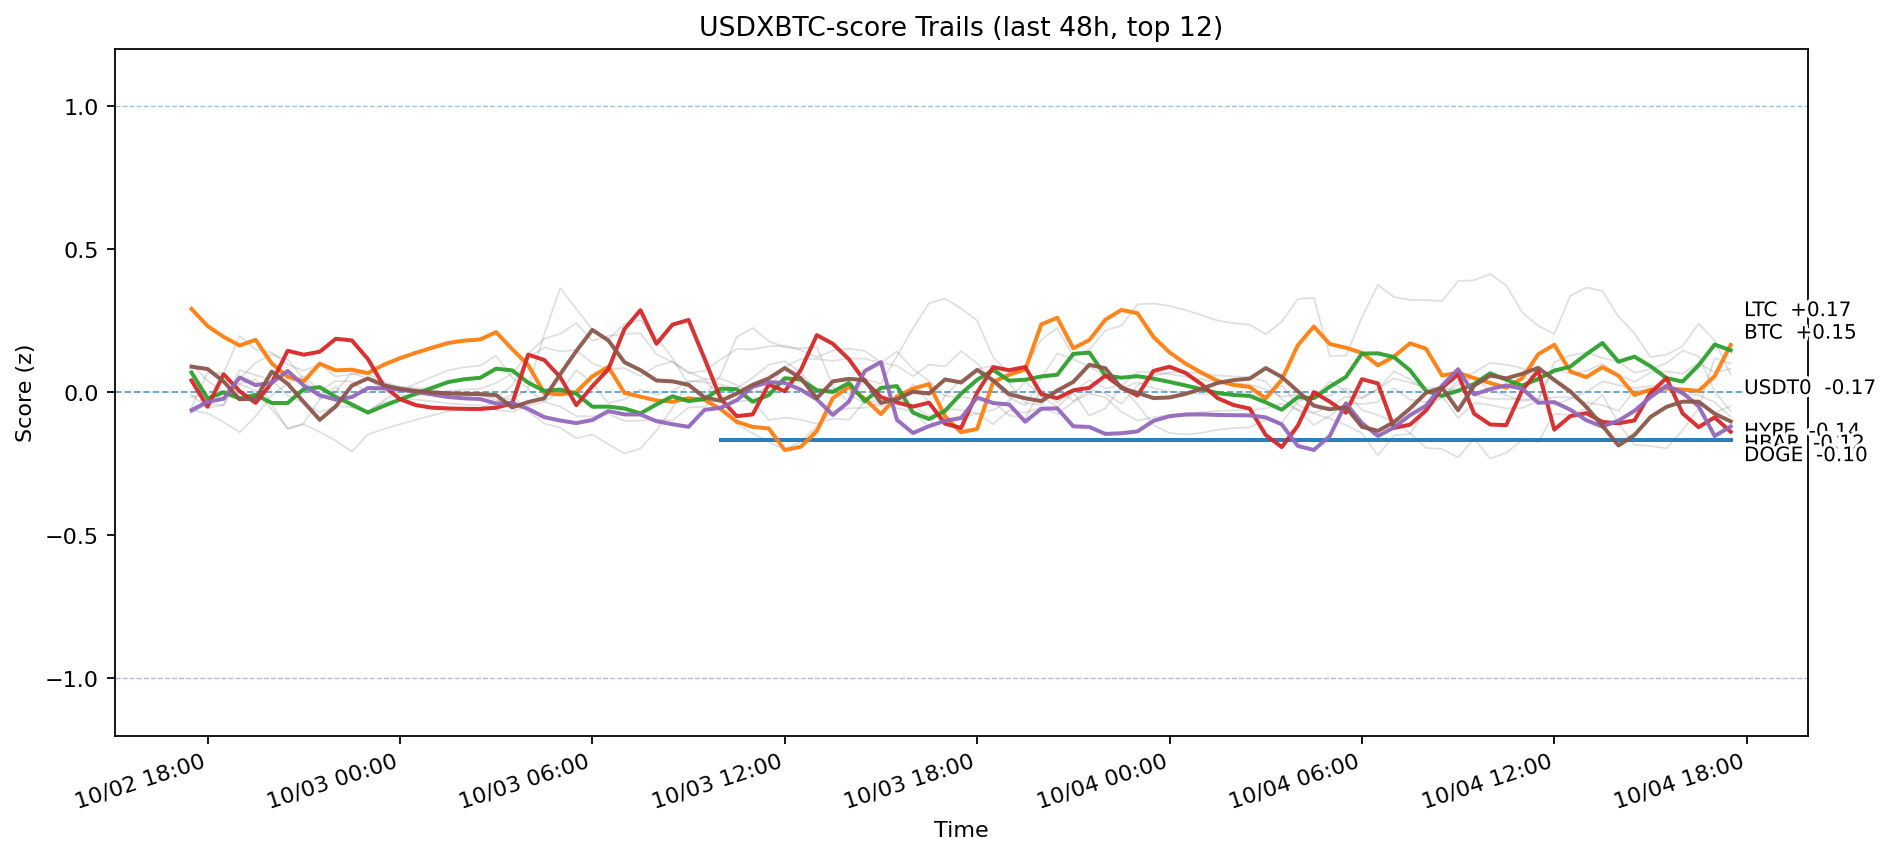 USDXBTC-score Trails (last 48h, top 12)
1.0
0.5
0.0
−0.5
−1.0
Score (z)
LTC +0.17
BTC +0.15
USDT0 -0.17
HYPE -0.14
HBAR -0.12
DOGE -0.10
10/02 18:00
10/03 00:00
10/03 06:00
10/03 12:00
10/03 18:00
10/04 00:00
10/04 06:00
10/04 12:00
10/04 18:00
Time